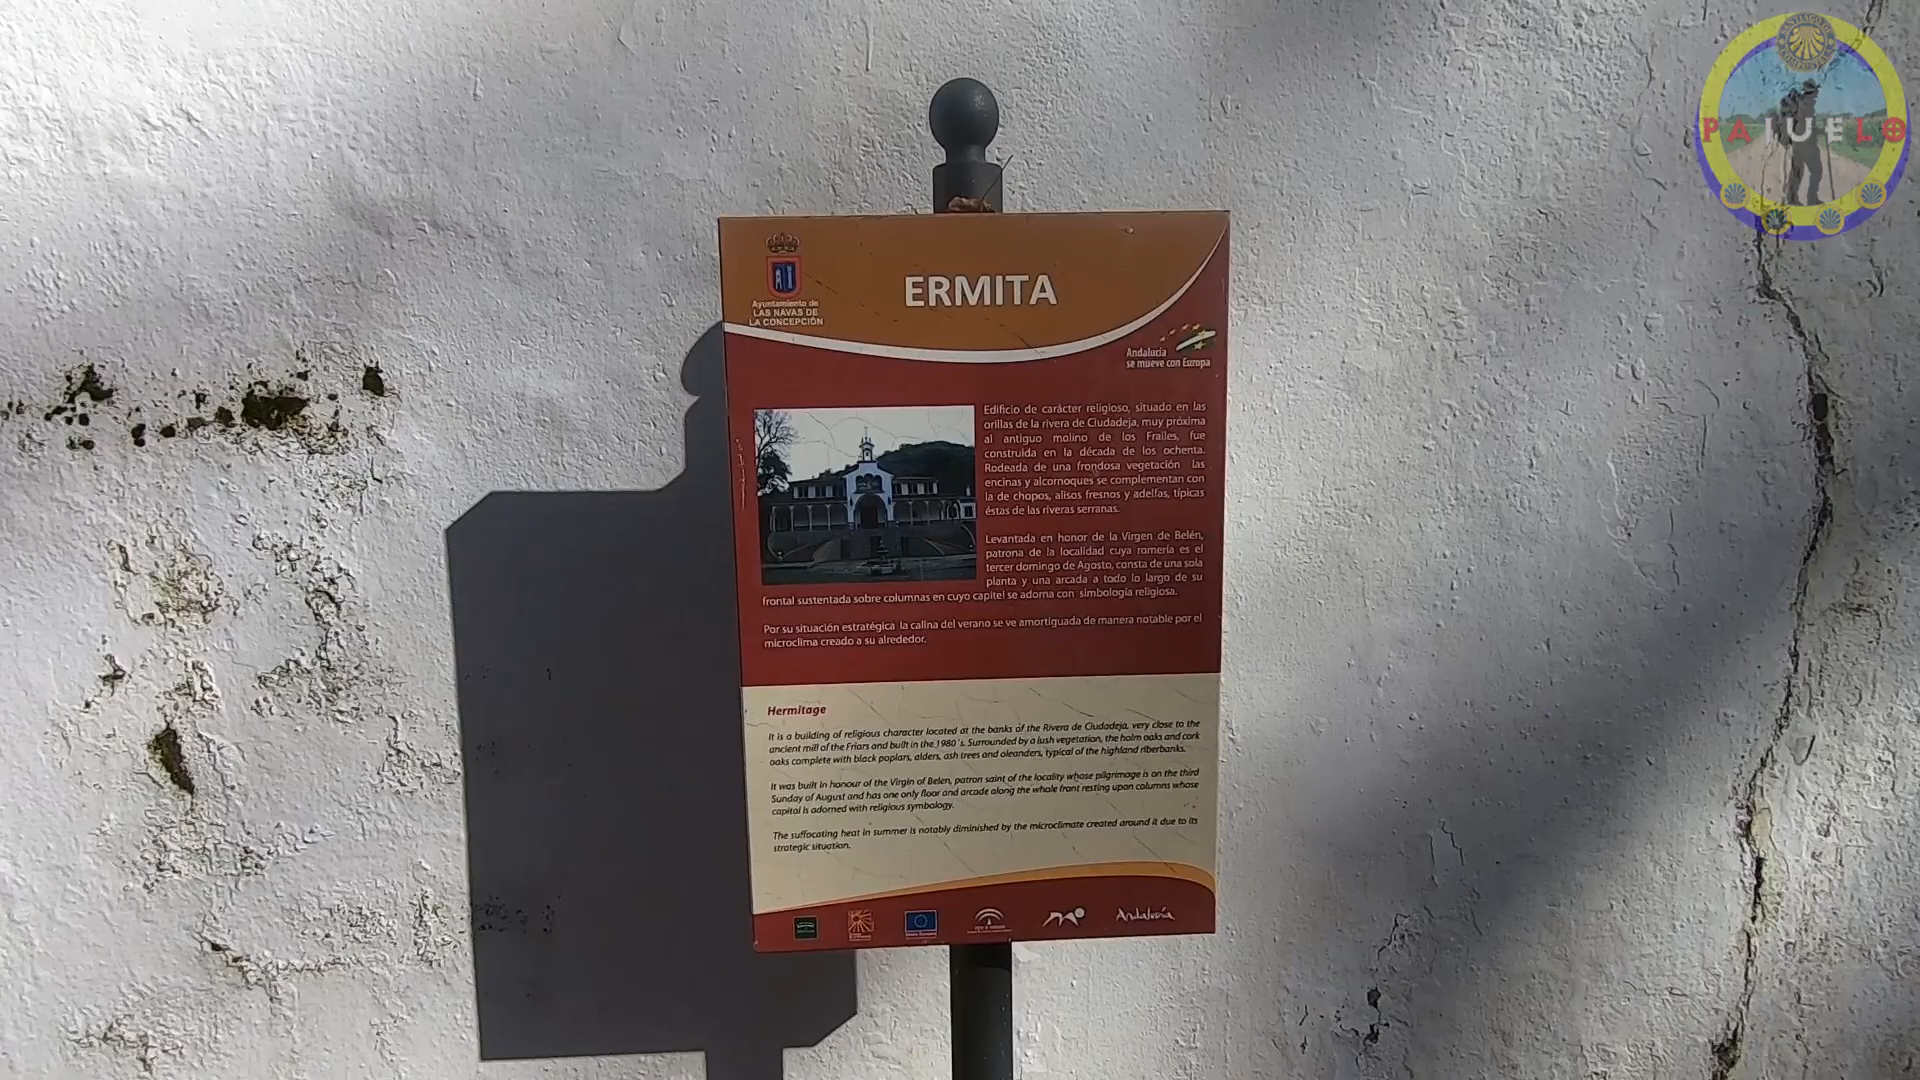 PAJUELO
ERMITA
Ayuntamiento de
LAS NAVAS DE
LA CONCEPCIÓN
Andalucía
se mueve con Europa
Edificio de carácter religioso, situado en las
orillas de la rivera de Ciudadeja, muy próxima
al antiguo molino de los Frailes, fue
construida en la década de los ochenta.
Rodeada de una frondosa vegetación las
encinas y alcornoques se complementan con
la de chopos, alisos fresnos y adelfas, típicas
éstas de las riveras serranas.
Levantada en honor de la Virgen de Belén,
patrona de la localidad cuya romería es el
tercer domingo de Agosto, consta de una sola
planta y una arcada a todo lo largo de su
frontal sustentada sobre columnas en cuyo capitel se adorna con simbología religiosa.
Por su situación estratégica la calina del verano se ve amortiguada de manera notable por el
microclima creado a su alrededor.
Hermitage
It is a building of religious character located at the banks of the Rivera de Ciudadeja, very close to the
ancient mill of the Friars and built in the 1980´s. Surrounded by a lush vegetation, the holm oaks and cork
oaks complete with black poplars, alders, ash trees and oleanders, typical of the highland riberbanks.
It was built in honour of the Virgin of Belen, patron saint of the locality whose pilgrimage is on the third
Sunday of August and has one only floor and arcade along the whole front resting upon columns whose
capital is adorned with religious symbology.
The suffocating heat in summer is notably diminished by the microclimate created around it due to its
strategic situation.
Andalucía